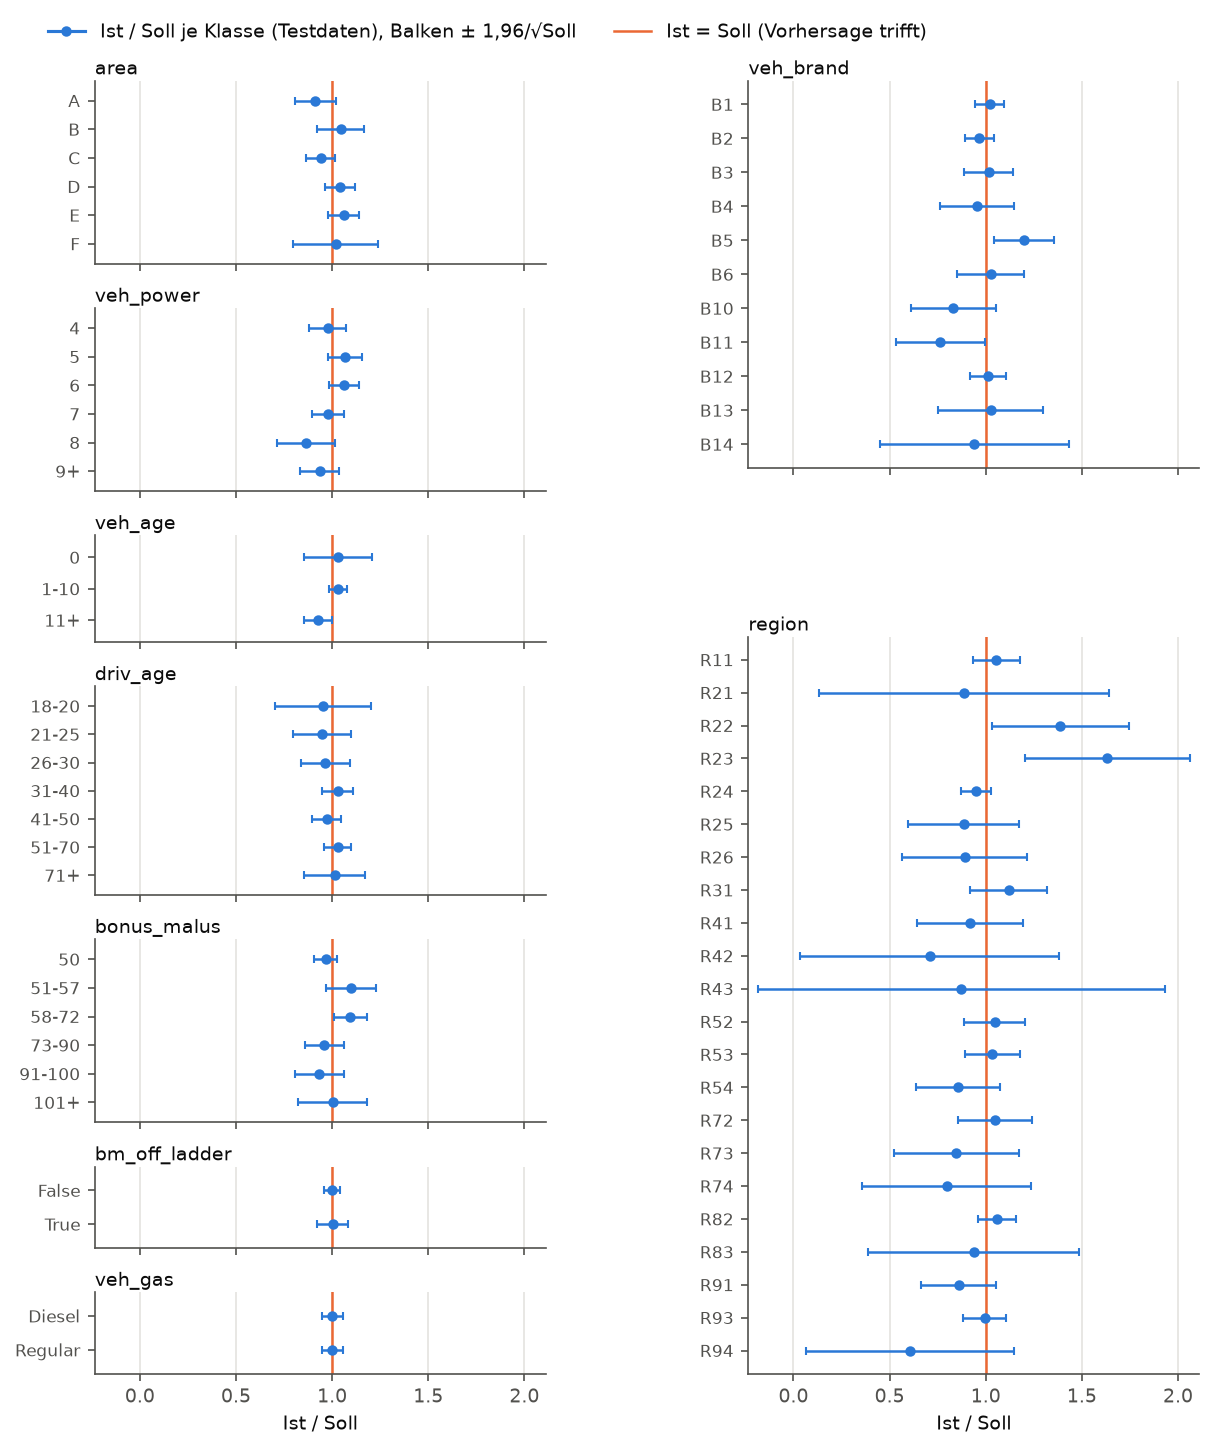 Ist / Soll je Klasse (Testdaten), Balken ± 1,96/√Soll
Ist = Soll (Vorhersage trifft)
area
A
B
C
D
E
F
veh_power
4
5
6
7
8
9+
veh_age
0
1-10
11+
driv_age
18-20
21-25
26-30
31-40
41-50
51-70
71+
bonus_malus
50
51-57
58-72
73-90
91-100
101+
bm_off_ladder
False
True
veh_gas
Diesel
Regular
0.0 0.5 1.0 1.5 2.0
Ist / Soll
veh_brand
B1
B2
B3
B4
B5
B6
B10
B11
B12
B13
B14
region
R11
R21
R22
R23
R24
R25
R26
R31
R41
R42
R43
R52
R53
R54
R72
R73
R74
R82
R83
R91
R93
R94
0.0 0.5 1.0 1.5 2.0
Ist / Soll